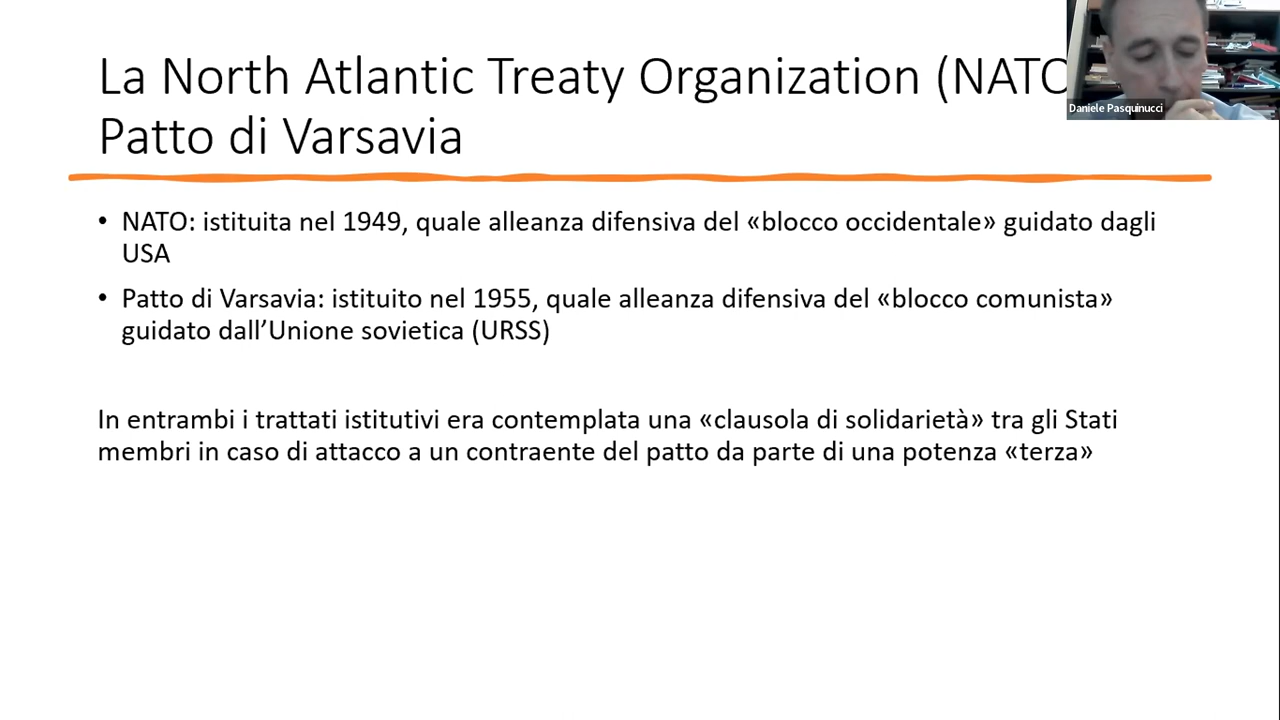 La North Atlantic Treaty Organization (NATO
Patto di Varsavia
Daniele Pasquinucci
• NATO: istituita nel 1949, quale alleanza difensiva del «blocco occidentale» guidato dagli
USA
• Patto di Varsavia: istituito nel 1955, quale alleanza difensiva del «blocco comunista»
guidato dall’Unione sovietica (URSS)
In entrambi i trattati istitutivi era contemplata una «clausola di solidarietà» tra gli Stati
membri in caso di attacco a un contraente del patto da parte di una potenza «terza»